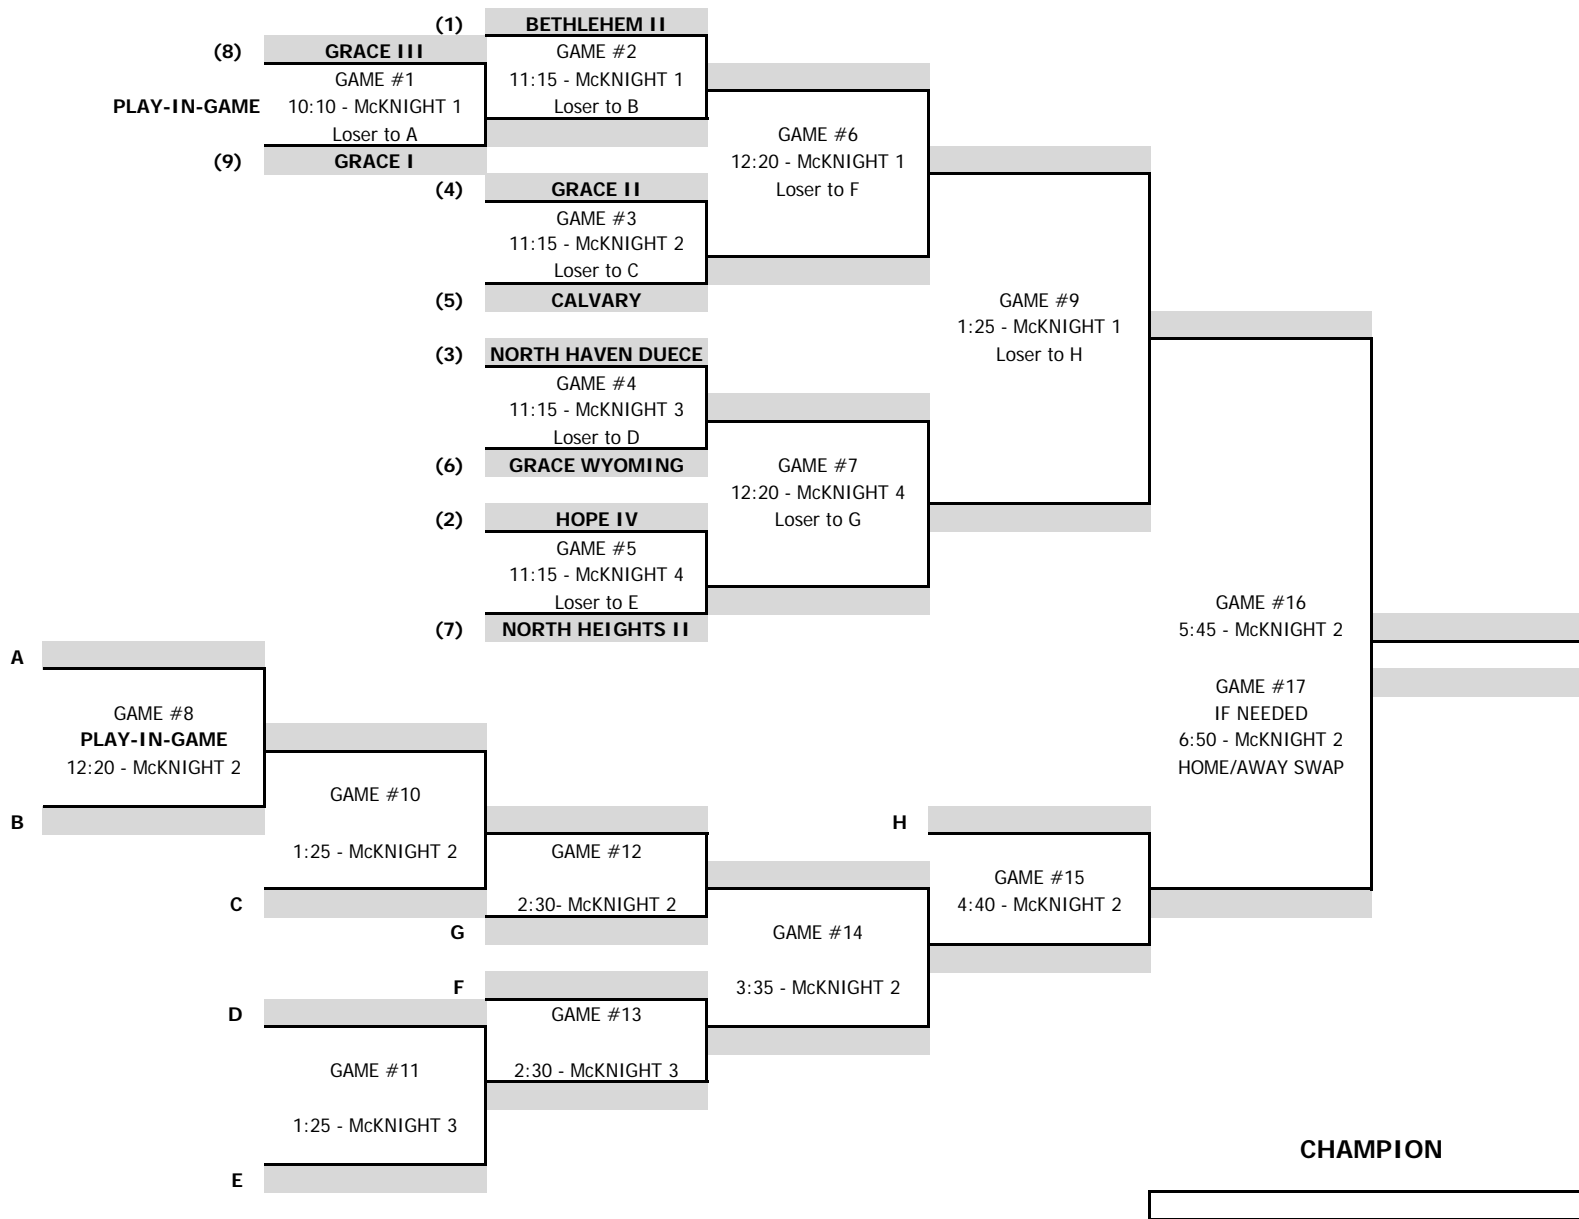 (1) BETHLEHEM II
(8) GRACE III
GAME #2
GAME #1
11:15 - McKNIGHT 1
PLAY-IN-GAME 10:10 - McKNIGHT 1
Loser to B
Loser to A
GAME #6
(9) GRACE I
12:20 - McKNIGHT 1
(4) GRACE II
Loser to F
GAME #3
11:15 - McKNIGHT 2
Loser to C
(5) CALVARY
GAME #9
1:25 - McKNIGHT 1
(3) NORTH HAVEN DUECE
Loser to H
GAME #4
11:15 - McKNIGHT 3
Loser to D
(6) GRACE WYOMING
GAME #7
12:20 - McKNIGHT 4
(2) HOPE IV
Loser to G
GAME #5
11:15 - McKNIGHT 4
Loser to E
GAME #16
(7) NORTH HEIGHTS II
5:45 - McKNIGHT 2
A
GAME #17
GAME #8
IF NEEDED
PLAY-IN-GAME
6:50 - McKNIGHT 2
12:20 - McKNIGHT 2
HOME/AWAY SWAP
GAME #10
B
H
1:25 - McKNIGHT 2
GAME #12
GAME #15
C
2:30- McKNIGHT 2
4:40 - McKNIGHT 2
G
GAME #14
F
3:35 - McKNIGHT 2
D
GAME #13
GAME #11
2:30 - McKNIGHT 3
1:25 - McKNIGHT 3
CHAMPION
E